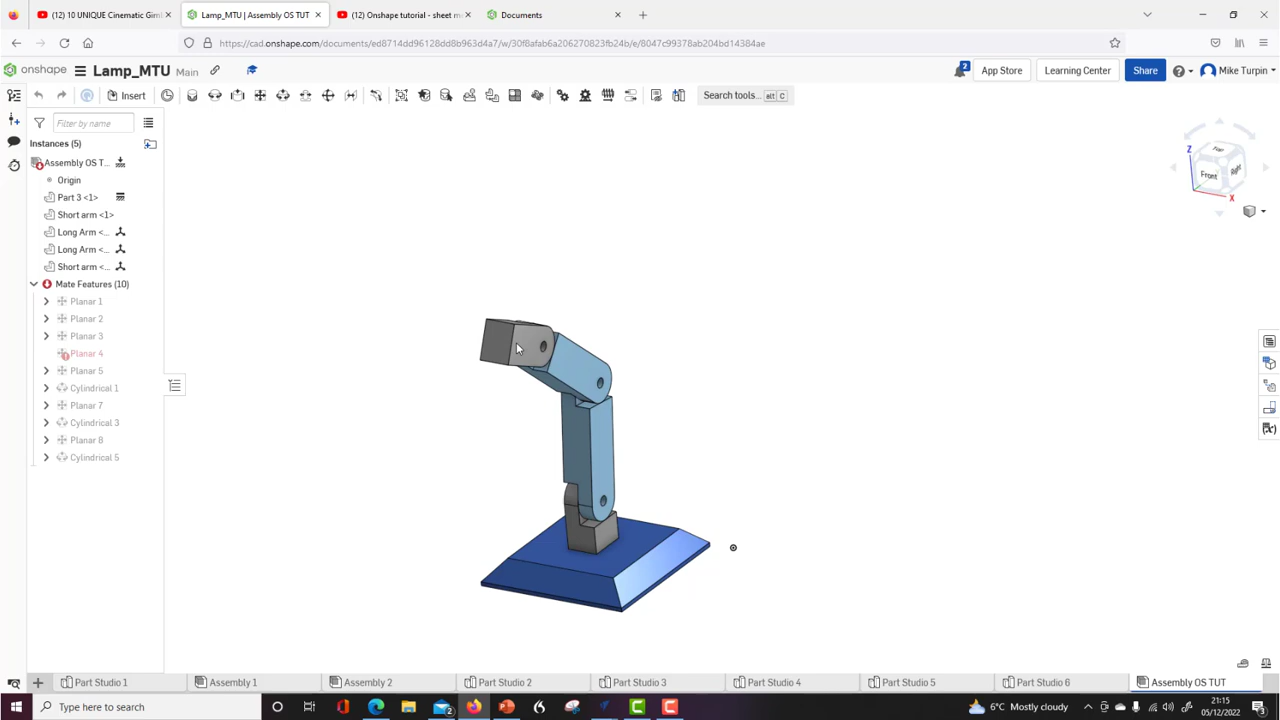 (12) 10 UNIQUE Cinematic Giml
Lamp_MTU | Assembly OS TUT
(12) Onshape tutorial - sheet m
Documents
https://cad.onshape.com/documents/ed8714dd96128dd8b963d4a7/w/30f8afab6a206270823fb24b/e/8047c99378ab204bd14384ae
onshape
Lamp_MTU Main
2
App Store
Learning Center
Share
Mike Turpin
Insert
Search tools... alt C
Filter by name
Instances (5)
Assembly OS T...
Origin
Part 3 <1>
Short arm <1>
Long Arm <...
Long Arm <...
Short arm <...
Mate Features (10)
Planar 1
Planar 2
Planar 3
Planar 4
Planar 5
Cylindrical 1
Planar 7
Cylindrical 3
Planar 8
Cylindrical 5
Z
Top
Front
Right
X
Part Studio 1
Assembly 1
Assembly 2
Part Studio 2
Part Studio 3
Part Studio 4
Part Studio 5
Part Studio 6
Assembly OS TUT
Type here to search
6°C Mostly cloudy
21:15
05/12/2022